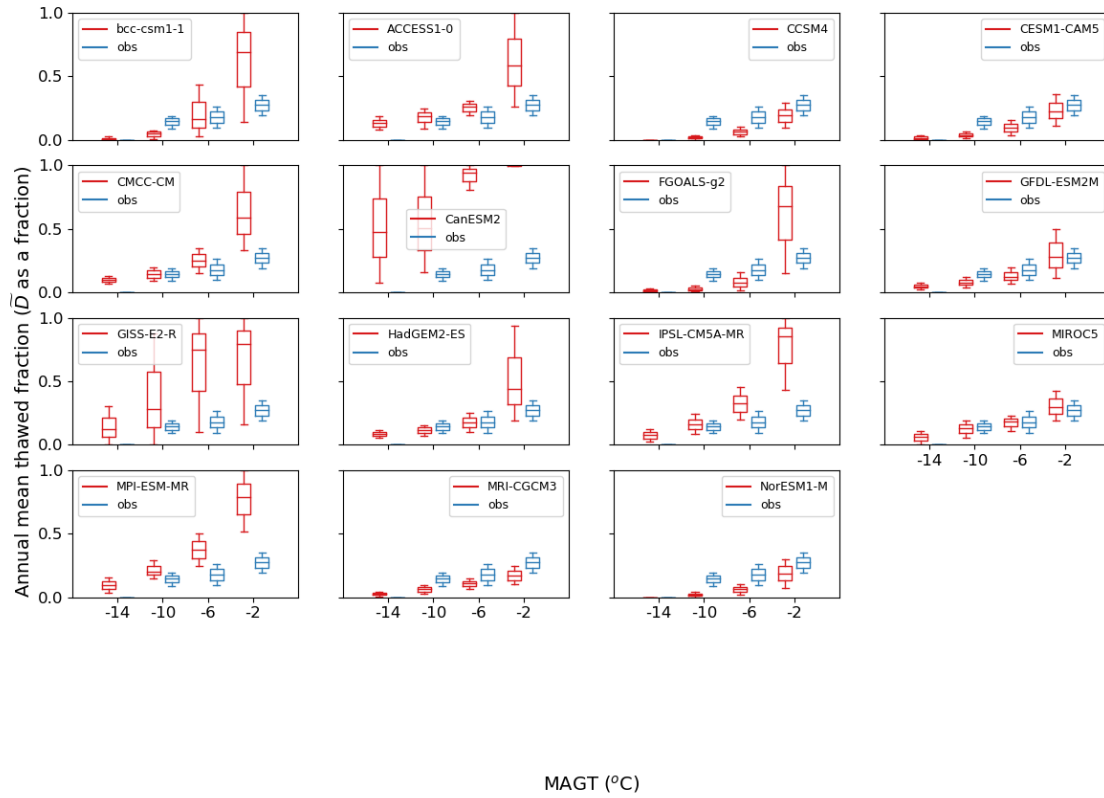 1.0 0.5 0.0
bcc-csm1-1
obs
ACCESS1-0
obs
CCSM4
obs
CESM1-CAM5
obs
1.0 0.5 0.0
CMCC-CM
obs
CanESM2
obs
FGOALS-g2
obs
GFDL-ESM2M
obs
1.0 0.5 0.0
GISS-E2-R
obs
HadGEM2-ES
obs
IPSL-CM5A-MR
obs
MIROC5
obs
-14 -10 -6 -2
1.0 0.5 0.0
MPI-ESM-MR
obs
MRI-CGCM3
obs
NorESM1-M
obs
-14 -10 -6 -2
-14 -10 -6 -2
-14 -10 -6 -2
Annual mean thawed fraction (D̃ as a fraction)
MAGT (°C)